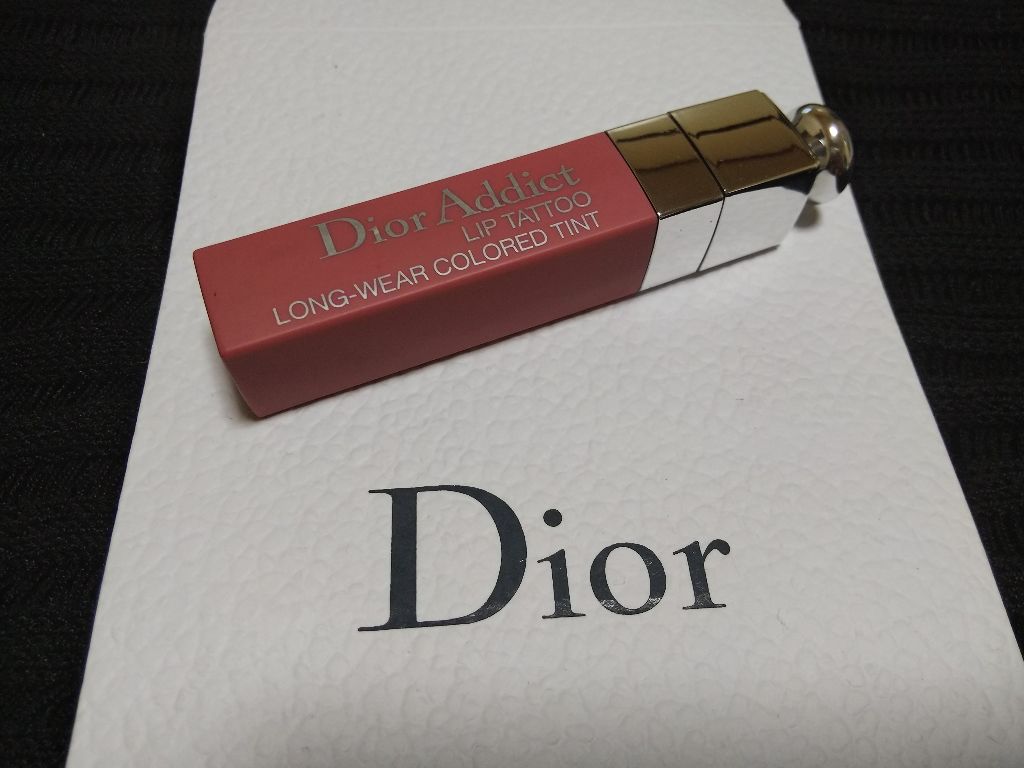 Dior Addict
LIP TATTOO
LONG-WEAR COLORED TINT
Dior